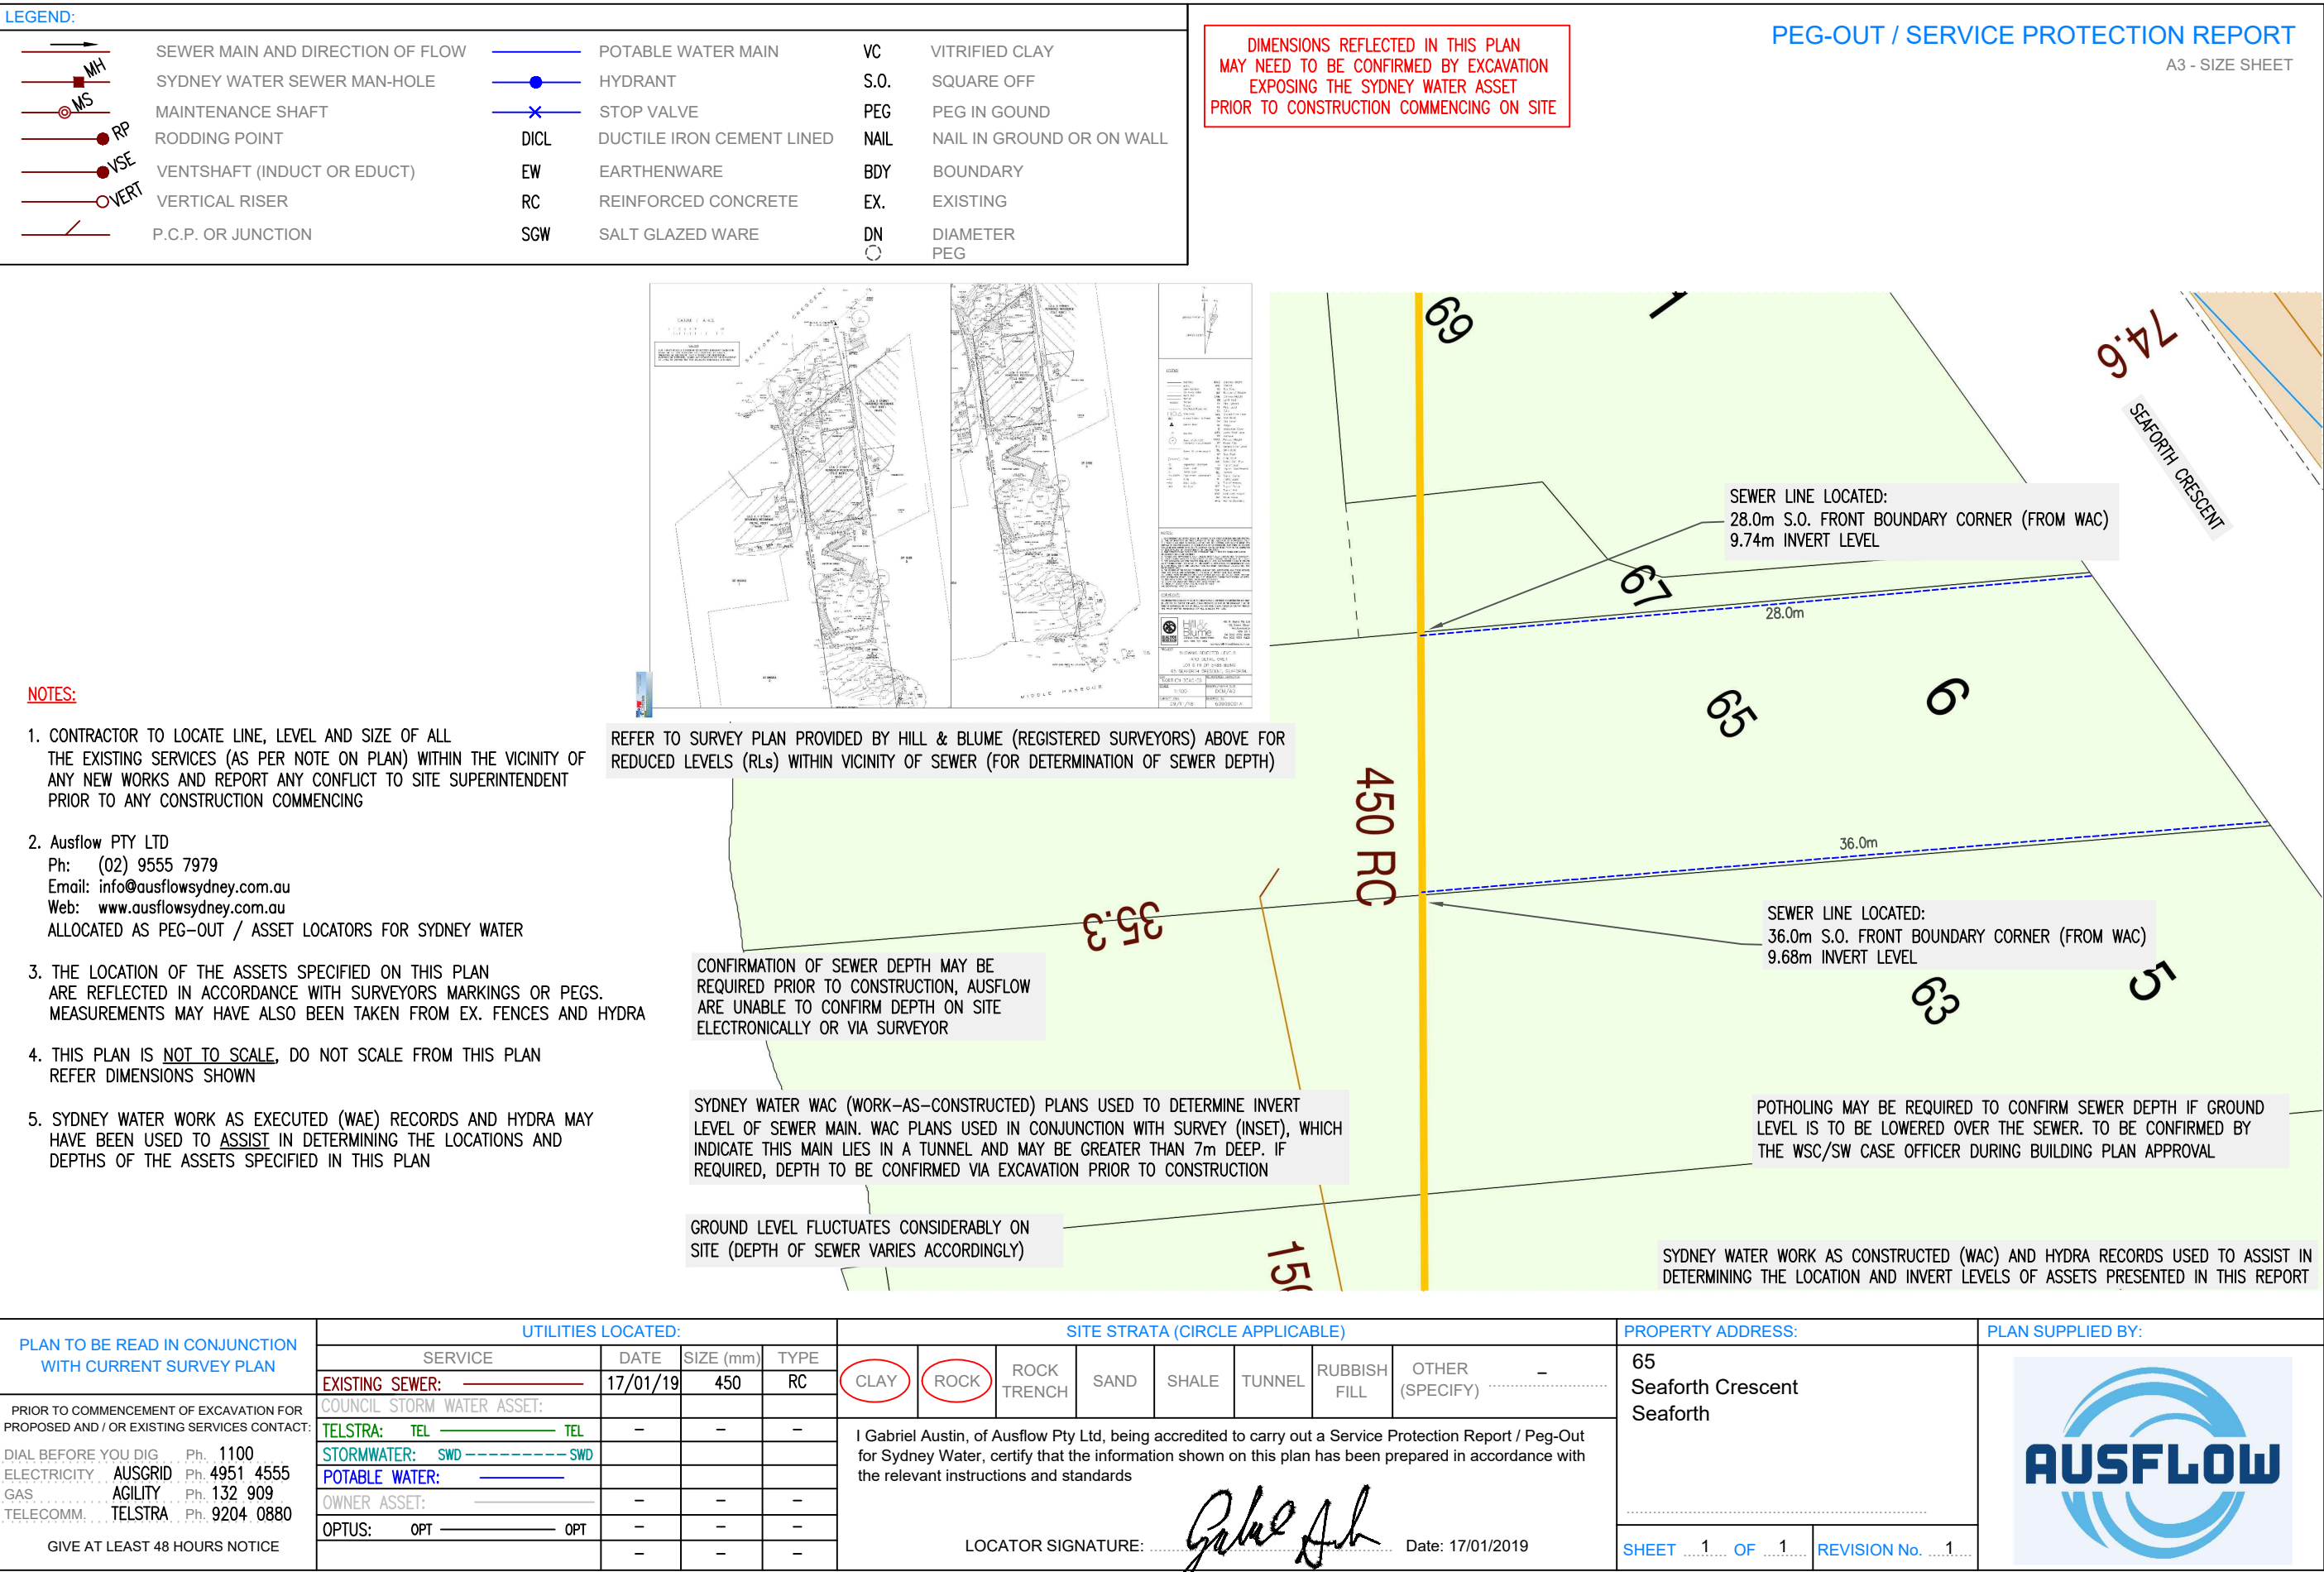 LEGEND:
SEWER MAIN AND DIRECTION OF FLOW
MH
SYDNEY WATER SEWER MAN-HOLE
MS
MAINTENANCE SHAFT
RP
RODDING POINT
VSE
VENTSHAFT (INDUCT OR EDUCT)
VERT
VERTICAL RISER
P.C.P. OR JUNCTION
POTABLE WATER MAIN
HYDRANT
STOP VALVE
DICL DUCTILE IRON CEMENT LINED
EW EARTHENWARE
RC REINFORCED CONCRETE
SGW SALT GLAZED WARE
VC VITRIFIED CLAY
S.O. SQUARE OFF
PEG PEG IN GOUND
NAIL NAIL IN GROUND OR ON WALL
BDY BOUNDARY
EX. EXISTING
DN DIAMETER
PEG
DIMENSIONS REFLECTED IN THIS PLAN
MAY NEED TO BE CONFIRMED BY EXCAVATION
EXPOSING THE SYDNEY WATER ASSET
PRIOR TO CONSTRUCTION COMMENCING ON SITE
PEG-OUT / SERVICE PROTECTION REPORT
A3 - SIZE SHEET
SEAFORTH CRESCENT
MIDDLE HARBOUR
Hill&
Blume
REFER TO SURVEY PLAN PROVIDED BY HILL & BLUME (REGISTERED SURVEYORS) ABOVE FOR
REDUCED LEVELS (RLs) WITHIN VICINITY OF SEWER (FOR DETERMINATION OF SEWER DEPTH)
69
1
74.6
SEAFORTH CRESCENT
SEWER LINE LOCATED:
28.0m S.O. FRONT BOUNDARY CORNER (FROM WAC)
9.74m INVERT LEVEL
67
28.0m
65
6
450 RC
36.0m
35.3
SEWER LINE LOCATED:
36.0m S.O. FRONT BOUNDARY CORNER (FROM WAC)
9.68m INVERT LEVEL
63
5
NOTES:
1. CONTRACTOR TO LOCATE LINE, LEVEL AND SIZE OF ALL
THE EXISTING SERVICES (AS PER NOTE ON PLAN) WITHIN THE VICINITY OF
ANY NEW WORKS AND REPORT ANY CONFLICT TO SITE SUPERINTENDENT
PRIOR TO ANY CONSTRUCTION COMMENCING
2. Ausflow PTY LTD
Ph: (02) 9555 7979
Email: info@ausflowsydney.com.au
Web: www.ausflowsydney.com.au
ALLOCATED AS PEG-OUT / ASSET LOCATORS FOR SYDNEY WATER
3. THE LOCATION OF THE ASSETS SPECIFIED ON THIS PLAN
ARE REFLECTED IN ACCORDANCE WITH SURVEYORS MARKINGS OR PEGS.
MEASUREMENTS MAY HAVE ALSO BEEN TAKEN FROM EX. FENCES AND HYDRA
4. THIS PLAN IS NOT TO SCALE, DO NOT SCALE FROM THIS PLAN
REFER DIMENSIONS SHOWN
5. SYDNEY WATER WORK AS EXECUTED (WAE) RECORDS AND HYDRA MAY
HAVE BEEN USED TO ASSIST IN DETERMINING THE LOCATIONS AND
DEPTHS OF THE ASSETS SPECIFIED IN THIS PLAN
CONFIRMATION OF SEWER DEPTH MAY BE
REQUIRED PRIOR TO CONSTRUCTION, AUSFLOW
ARE UNABLE TO CONFIRM DEPTH ON SITE
ELECTRONICALLY OR VIA SURVEYOR
SYDNEY WATER WAC (WORK-AS-CONSTRUCTED) PLANS USED TO DETERMINE INVERT
LEVEL OF SEWER MAIN. WAC PLANS USED IN CONJUNCTION WITH SURVEY (INSET), WHICH
INDICATE THIS MAIN LIES IN A TUNNEL AND MAY BE GREATER THAN 7m DEEP. IF
REQUIRED, DEPTH TO BE CONFIRMED VIA EXCAVATION PRIOR TO CONSTRUCTION
GROUND LEVEL FLUCTUATES CONSIDERABLY ON
SITE (DEPTH OF SEWER VARIES ACCORDINGLY)
POTHOLING MAY BE REQUIRED TO CONFIRM SEWER DEPTH IF GROUND
LEVEL IS TO BE LOWERED OVER THE SEWER. TO BE CONFIRMED BY
THE WSC/SW CASE OFFICER DURING BUILDING PLAN APPROVAL
SYDNEY WATER WORK AS CONSTRUCTED (WAC) AND HYDRA RECORDS USED TO ASSIST IN
DETERMINING THE LOCATION AND INVERT LEVELS OF ASSETS PRESENTED IN THIS REPORT
PLAN TO BE READ IN CONJUNCTION
WITH CURRENT SURVEY PLAN
PRIOR TO COMMENCEMENT OF EXCAVATION FOR
PROPOSED AND / OR EXISTING SERVICES CONTACT:
DIAL BEFORE YOU DIG Ph. 1100
ELECTRICITY AUSGRID Ph. 4951 4555
GAS AGILITY Ph. 132 909
TELECOMM. TELSTRA Ph. 9204 0880
GIVE AT LEAST 48 HOURS NOTICE
UTILITIES LOCATED:
SERVICE DATE SIZE (mm) TYPE
EXISTING SEWER: 17/01/19 450 RC
COUNCIL STORM WATER ASSET:
TELSTRA: TEL TEL – – –
STORMWATER: SWD SWD
POTABLE WATER:
OWNER ASSET: – – –
OPTUS: OPT OPT – – –
– – –
SITE STRATA (CIRCLE APPLICABLE)
CLAY
ROCK
ROCK
TRENCH
SAND
SHALE
TUNNEL
RUBBISH
FILL
OTHER
(SPECIFY) –
I Gabriel Austin, of Ausflow Pty Ltd, being accredited to carry out a Service Protection Report / Peg-Out
for Sydney Water, certify that the information shown on this plan has been prepared in accordance with
the relevant instructions and standards
LOCATOR SIGNATURE:
Date: 17/01/2019
PROPERTY ADDRESS:
65
Seaforth Crescent
Seaforth
SHEET 1 OF 1
REVISION No. 1
PLAN SUPPLIED BY:
AUSFLOW